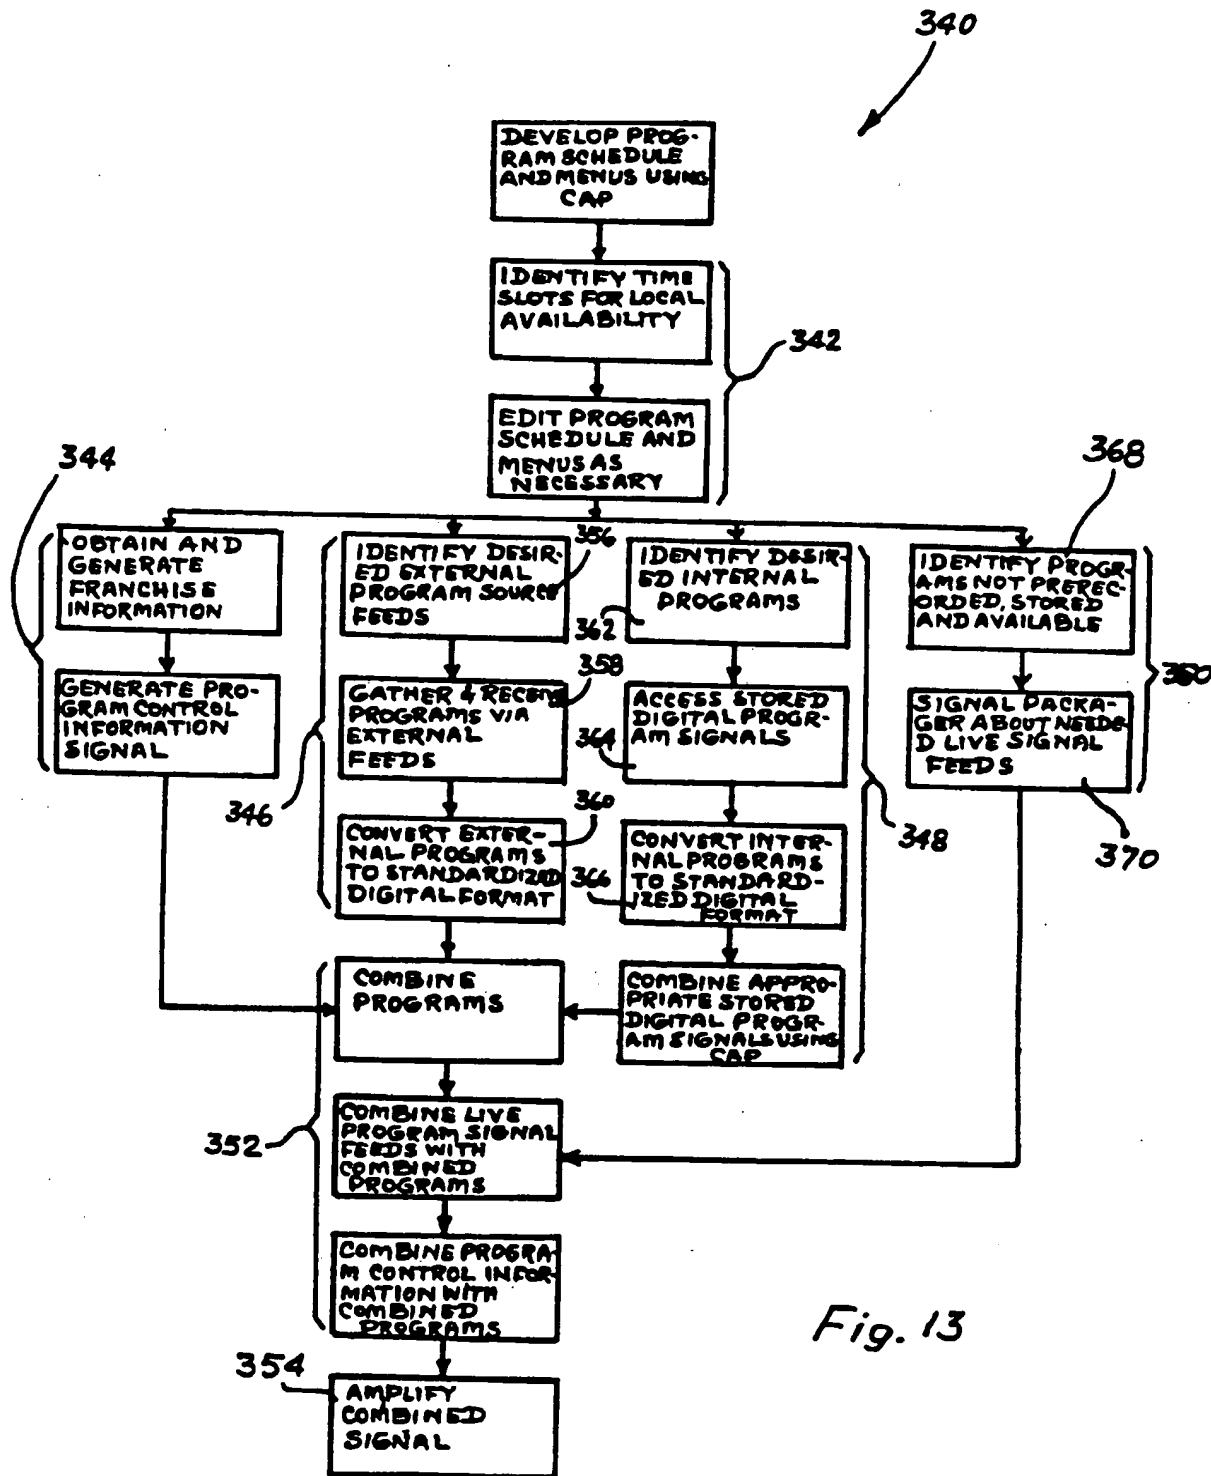 340
DEVELOP PROG-
RAM SCHEDULE
AND MENUS USING
CAP
IDENTIFY TIME
SLOTS FOR LOCAL
AVAILABILITY
342
EDIT PROGRAM
SCHEDULE AND
MENUS AS
NECESSARY
344
OBTAIN AND
GENERATE
FRANCHISE
INFORMATION
GENERATE PRO-
GRAM CONTROL
INFORMATION
SIGNAL
356
IDENTIFY DESIR-
ED EXTERNAL
PROGRAM SOURCE
FEEDS
358
GATHER & RECEIVE
PROGRAMS VIA
EXTERNAL
FEEDS
346
360
CONVERT EXTER-
NAL PROGRAMS
TO STANDARDIZED
DIGITAL FORMAT
IDENTIFY DESIR-
ED INTERNAL
PROGRAMS
362
ACCESS STORED
DIGITAL PROGR-
AM SIGNALS
364
348
CONVERT INTER-
NAL PROGRAMS
TO STANDARD-
IZED DIGITAL
FORMAT
366
COMBINE APPRO-
PRIATE STORED
DIGITAL PROGR-
AM SIGNALS USING
CAP
368
IDENTIFY PROGR-
AMS NOT PREREC-
ORDED, STORED
AND AVAILABLE
350
SIGNAL PACKA-
GER ABOUT NEEDE-
D LIVE SIGNAL
FEEDS
370
COMBINE
PROGRAMS
352
COMBINE LIVE
PROGRAM SIGNAL
FEEDS WITH
COMBINED
PROGRAMS
COMBINE PROGRA-
M CONTROL INFOR-
MATION WITH
COMBINED
PROGRAMS
354
AMPLIFY
COMBINED
SIGNAL
Fig. 13